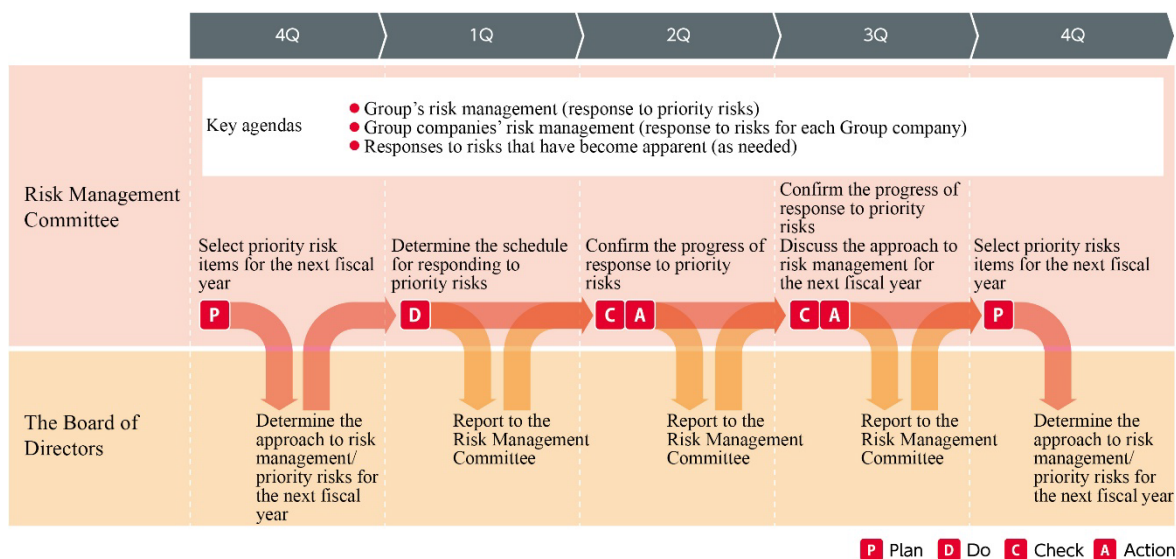 4Q
1Q
2Q
3Q
4Q
Risk Management
Committee
Key agendas
● Group's risk management (response to priority risks)
● Group companies' risk management (response to risks for each Group company)
● Responses to risks that have become apparent (as needed)
Select priority risk
items for the next fiscal
year
Determine the schedule
for responding to
priority risks
Confirm the progress of
response to priority
risks
Confirm the progress of
response to priority
risks
Discuss the approach to
risk management for
the next fiscal year
Select priority risks
items for the next fiscal
year
P
D
C A
C A
P
The Board of
Directors
Determine the
approach to risk
management/
priority risks for
the next fiscal
year
Report to the
Risk Management
Committee
Report to the
Risk Management
Committee
Report to the
Risk Management
Committee
Determine the
approach to risk
management/
priority risks for
the next fiscal year
P Plan D Do C Check A Action